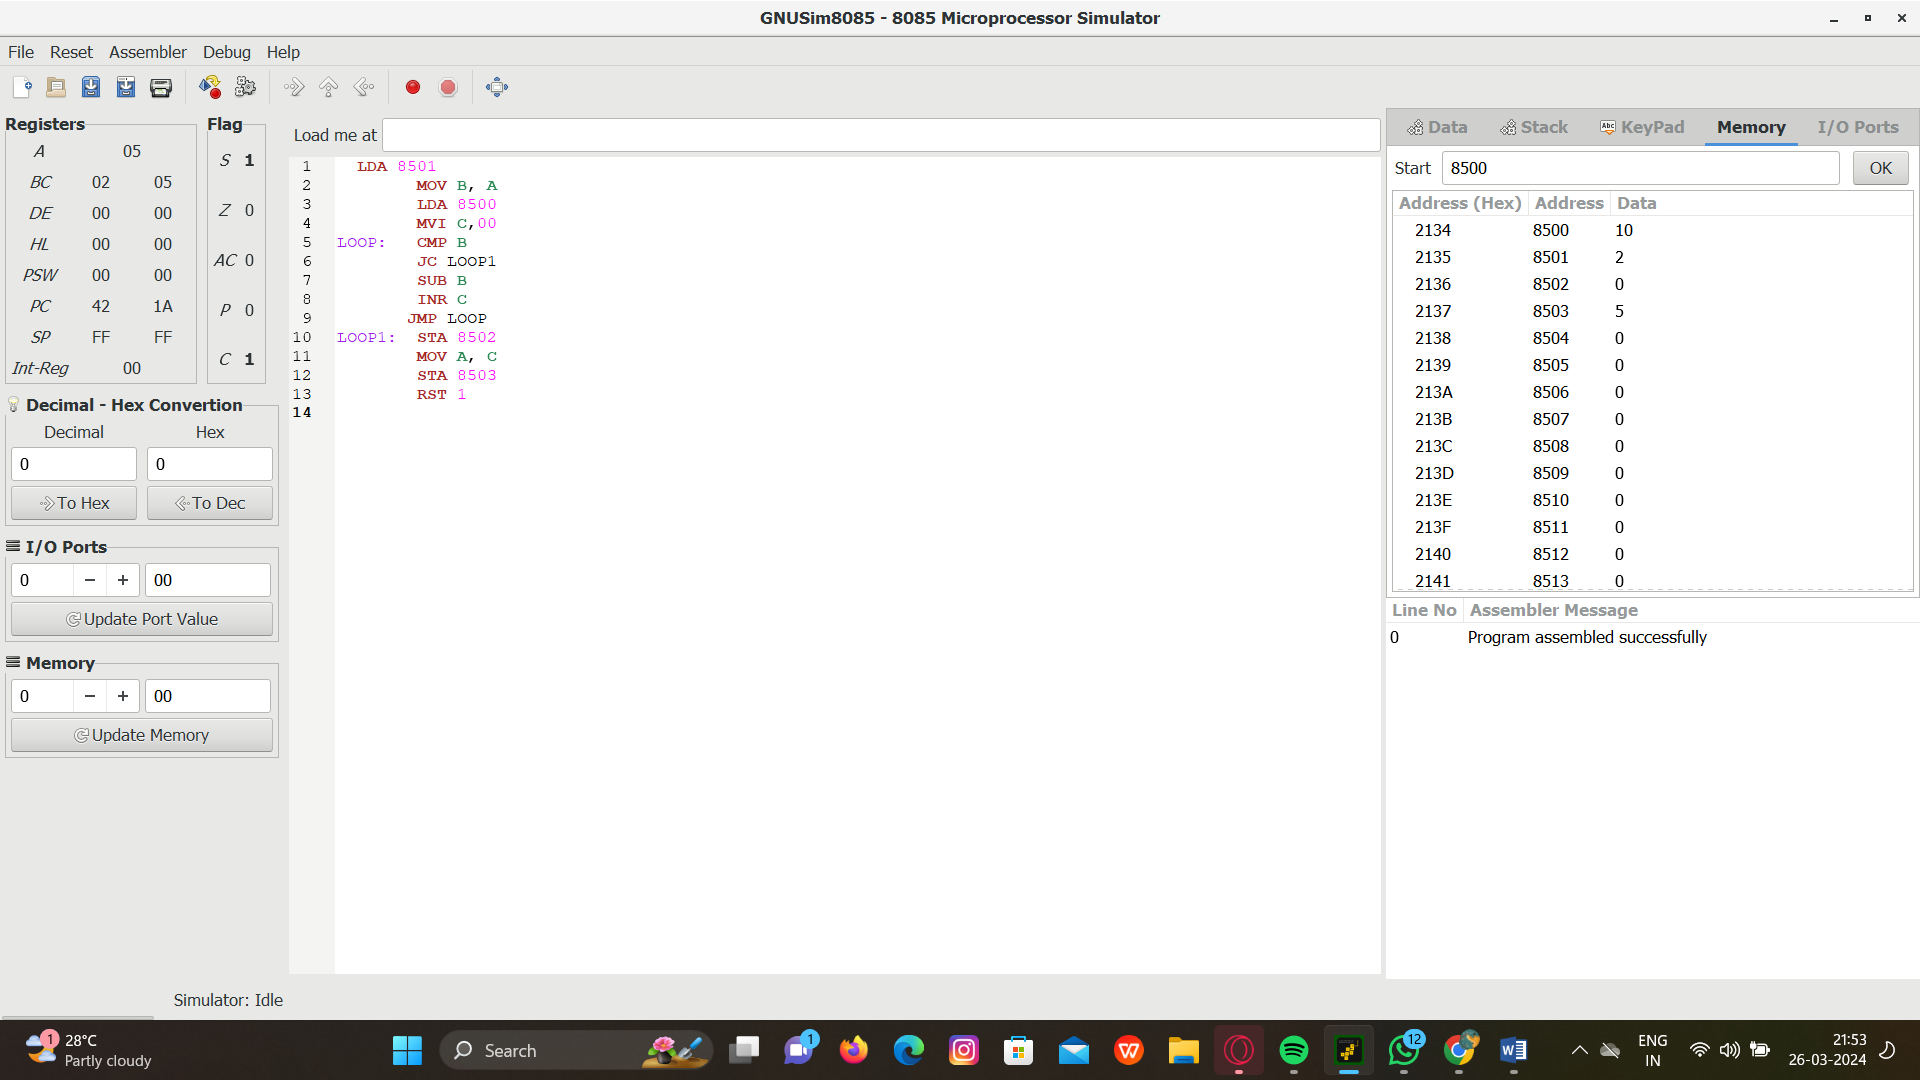 GNUSim8085 - 8085 Microprocessor Simulator
File Reset Assembler Debug Help
Registers
A 05
BC 02 05
DE 00 00
HL 00 00
PSW 00 00
PC 42 1A
SP FF FF
Int-Reg 00
Flag
S 1
Z 0
AC 0
P 0
C 1
Decimal - Hex Convertion
Decimal Hex
0 0
To Hex To Dec
I/O Ports
0 − + 00
Update Port Value
Memory
0 − + 00
Update Memory
Load me at
1 LDA 8501
2 MOV B, A
3 LDA 8500
4 MVI C,00
5 LOOP: CMP B
6 JC LOOP1
7 SUB B
8 INR C
9 JMP LOOP
10 LOOP1: STA 8502
11 MOV A, C
12 STA 8503
13 RST 1
14
Data Stack Abc KeyPad Memory I/O Ports
Start 8500 OK
Address (Hex) Address Data
2134 8500 10
2135 8501 2
2136 8502 0
2137 8503 5
2138 8504 0
2139 8505 0
213A 8506 0
213B 8507 0
213C 8508 0
213D 8509 0
213E 8510 0
213F 8511 0
2140 8512 0
2141 8513 0
Line No Assembler Message
0 Program assembled successfully
Simulator: Idle
1 28°C
Partly cloudy
Search
1
12
ENG
IN
21:53
26-03-2024